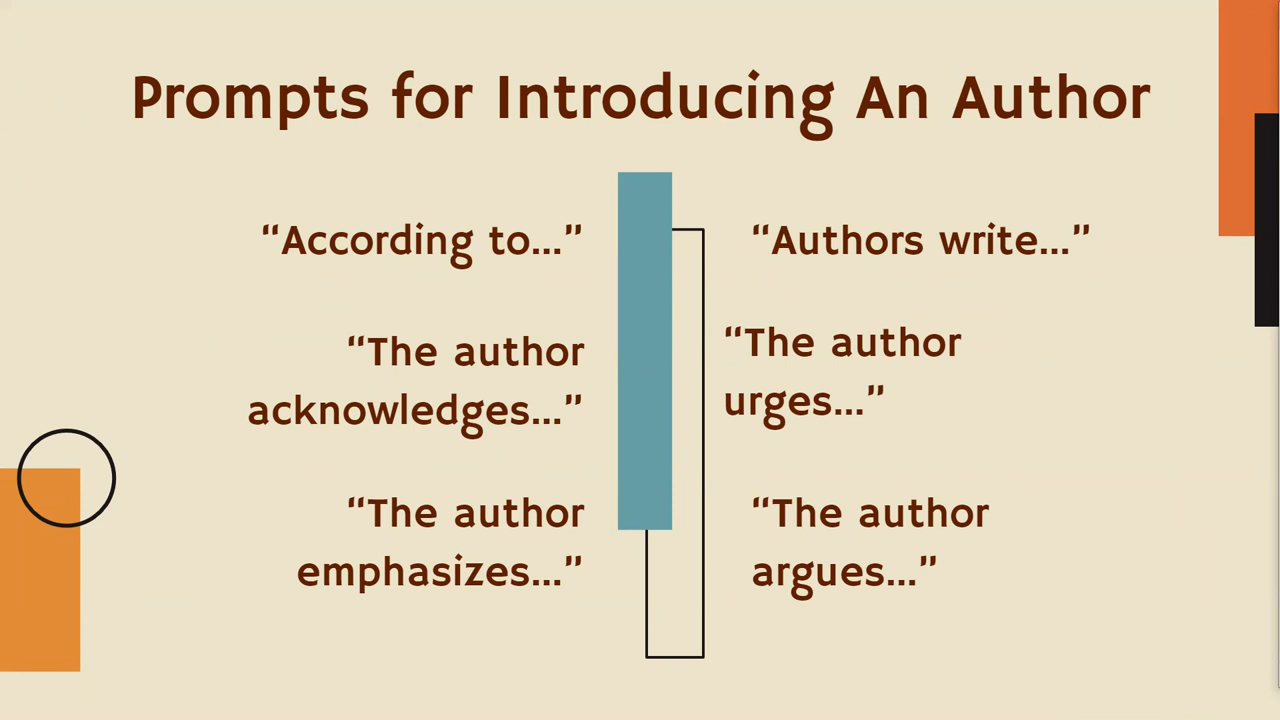 Prompts for Introducing An Author
“According to...”
“The author
acknowledges...”
“The author
emphasizes...”
“Authors write...”
“The author
urges...”
“The author
argues...”